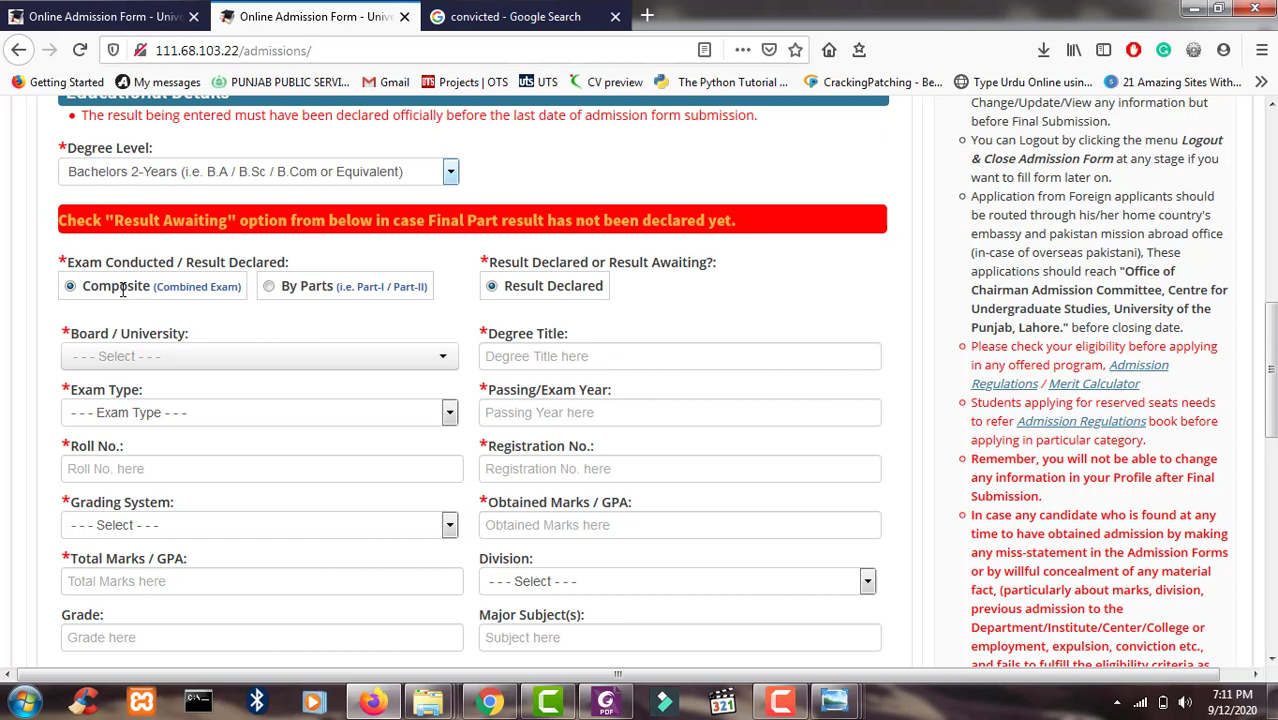 Online Admission Form - Unive
Online Admission Form - Unive
convicted - Google Search
111.68.103.22/admissions/
Getting Started
My messages
PUNJAB PUBLIC SERVI...
Gmail
Projects | OTS
UTS
CV preview
The Python Tutorial ...
CrackingPatching - Be...
Type Urdu Online usin...
21 Amazing Sites With...
Educational Details
The result being entered must have been declared officially before the last date of admission form submission.
*Degree Level:
Bachelors 2-Years (i.e. B.A / B.Sc / B.Com or Equivalent)
Check "Result Awaiting" option from below in case Final Part result has not been declared yet.
*Exam Conducted / Result Declared:
*Result Declared or Result Awaiting?:
Composite (Combined Exam)
By Parts (i.e. Part-I / Part-II)
Result Declared
*Board / University:
*Degree Title:
- - - Select - - -
Degree Title here
*Exam Type:
*Passing/Exam Year:
- - - Exam Type - - -
Passing Year here
*Roll No.:
*Registration No.:
Roll No. here
Registration No. here
*Grading System:
*Obtained Marks / GPA:
- - - Select - - -
Obtained Marks here
*Total Marks / GPA:
Division:
Total Marks here
- - - Select - - -
Grade:
Major Subject(s):
Grade here
Subject here
Change/Update/View any information but
before Final Submission.
You can Logout by clicking the menu Logout
& Close Admission Form at any stage if you
want to fill form later on.
Application from Foreign applicants should
be routed through his/her home country's
embassy and pakistan mission abroad office
(in-case of overseas pakistani), These
applications should reach "Office of
Chairman Admission Committee, Centre for
Undergraduate Studies, University of the
Punjab, Lahore." before closing date.
Please check your eligibility before applying
in any offered program, Admission
Regulations / Merit Calculator
Students applying for reserved seats needs
to refer Admission Regulations book before
applying in particular category.
Remember, you will not be able to change
any information in your Profile after Final
Submission.
In case any candidate who is found at any
time to have obtained admission by making
any miss-statement in the Admission Forms
or by willful concealment of any material
fact, (particularly about marks, division,
previous admission to the
Department/Institute/Center/College or
employment, expulsion, conviction etc.,
and fails to fulfill the eligibility criteria as
321
PDF
7:11 PM
9/12/2020